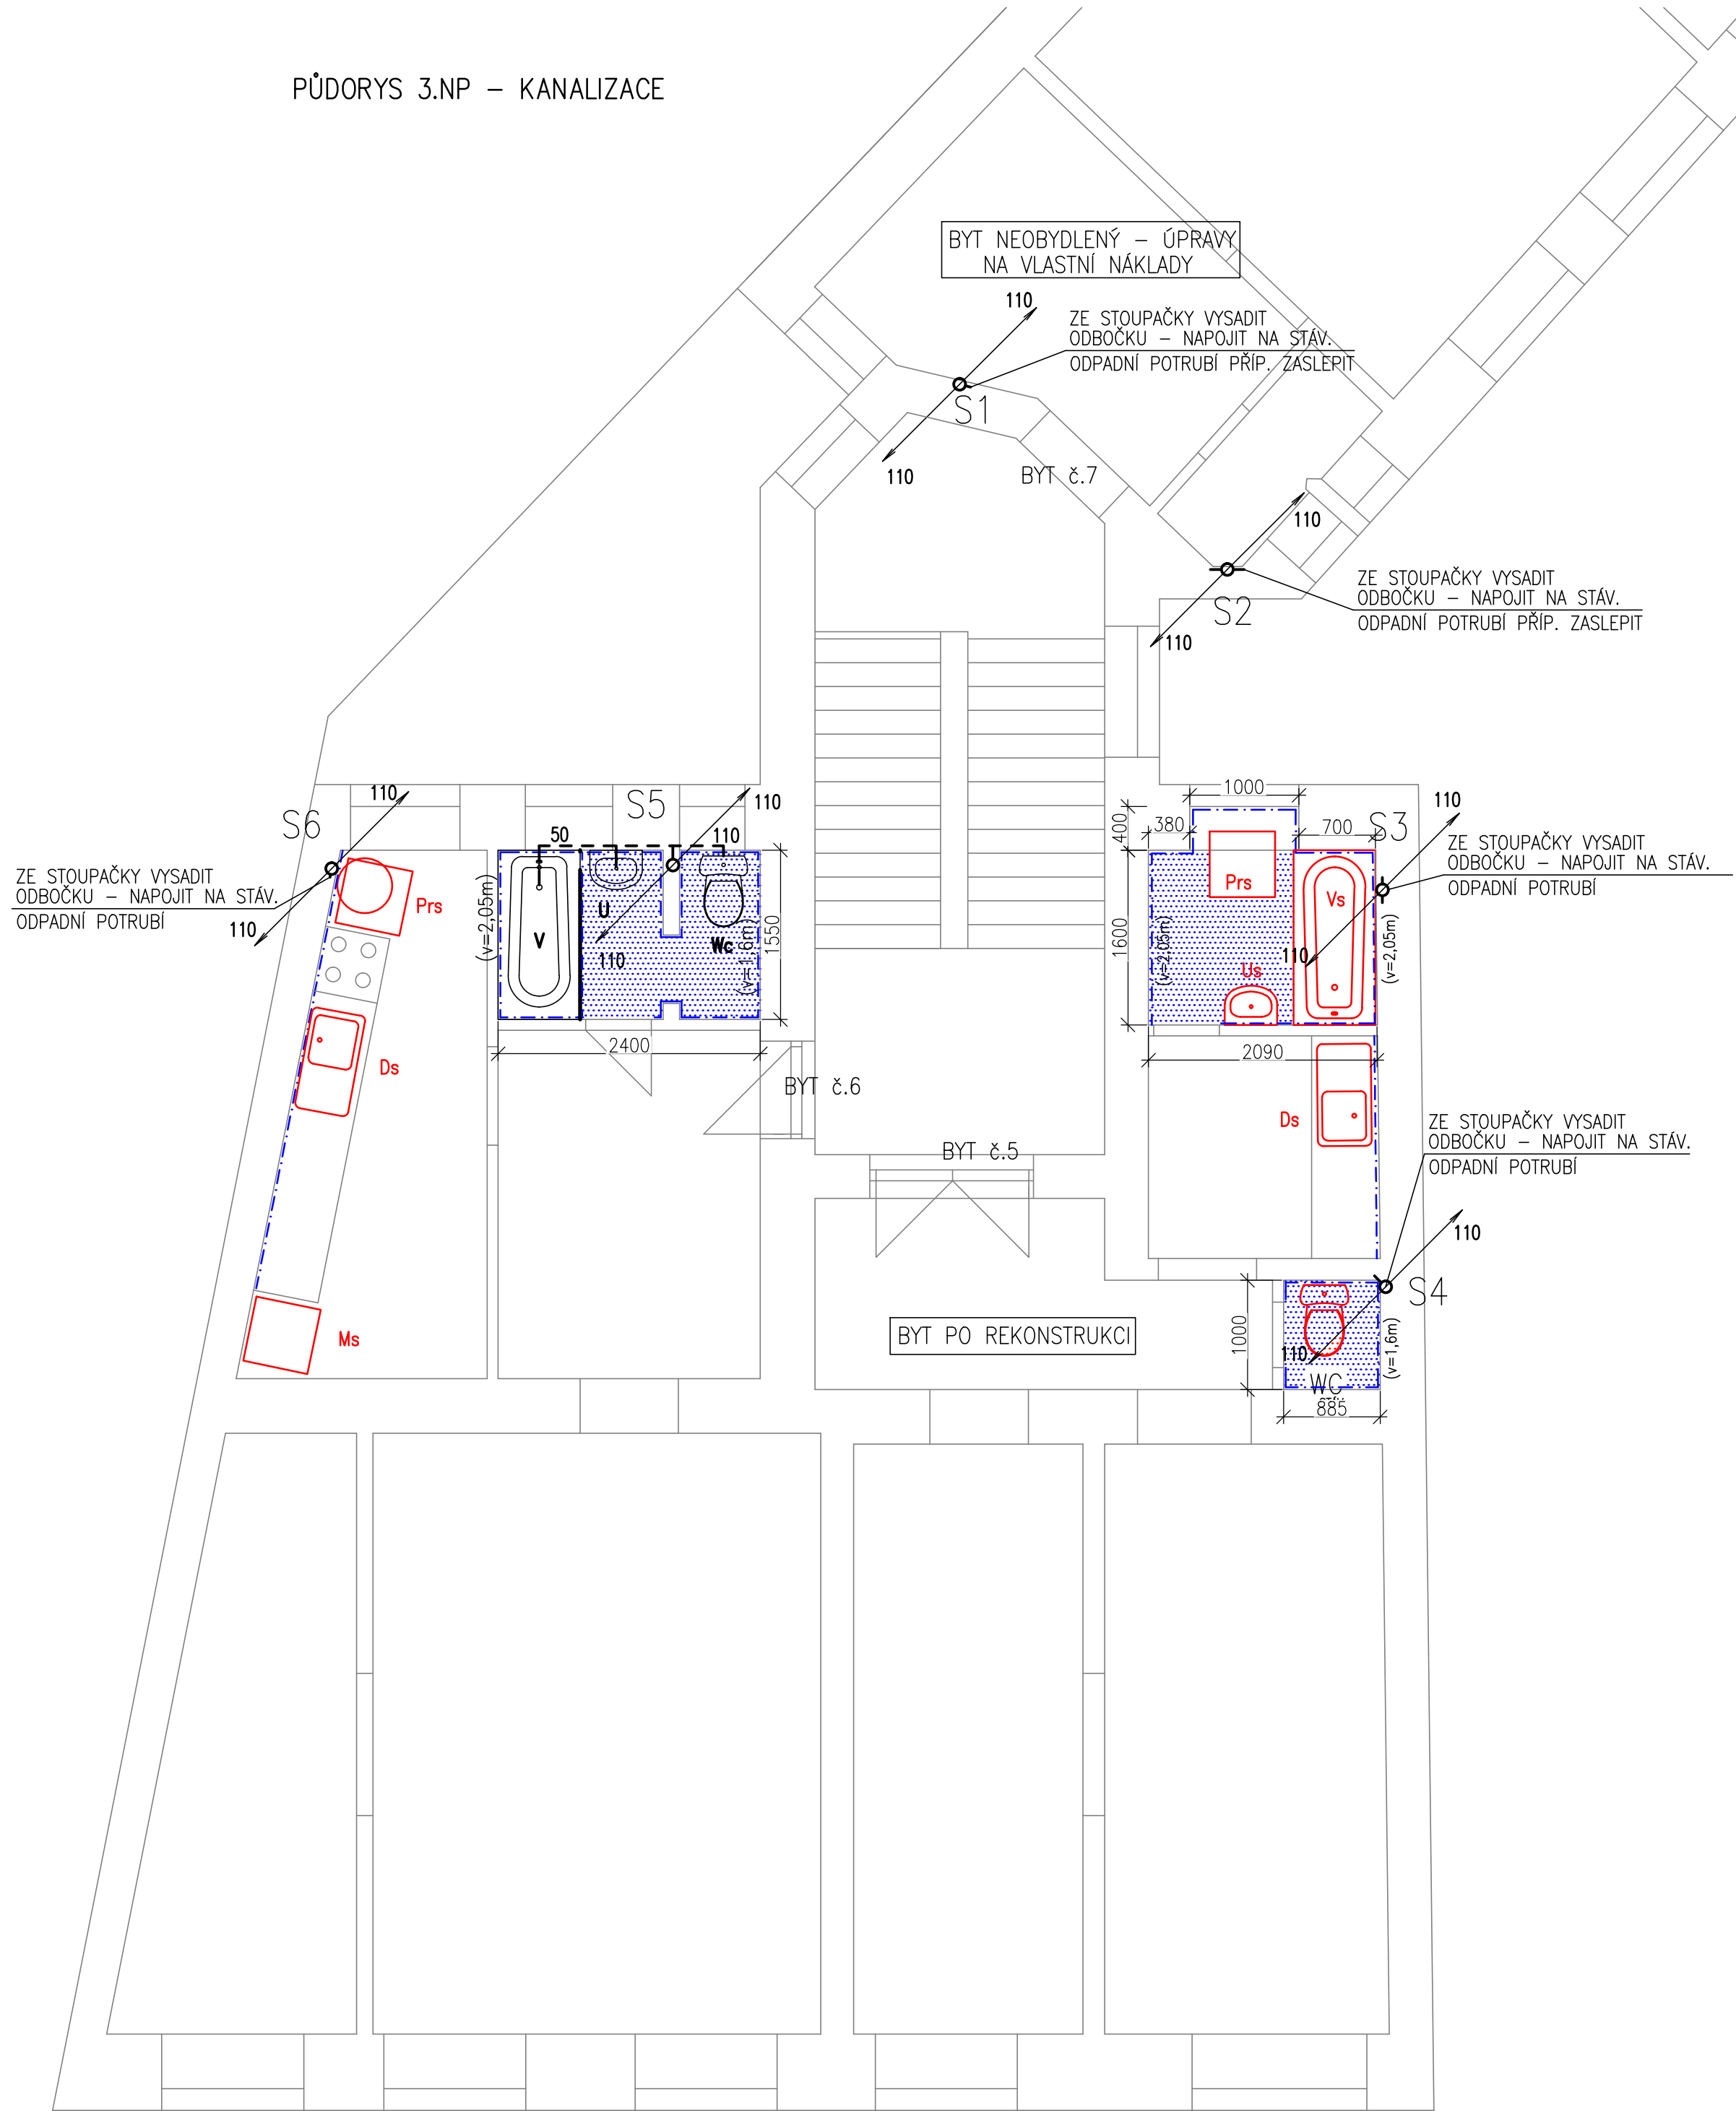 PŮDORYS 3.NP – KANALIZACE
BYT NEOBYDLENÝ – ÚPRAVY
NA VLASTNÍ NÁKLADY
110
ZE STOUPAČKY VYSADIT
ODBOČKU – NAPOJIT NA STÁV.
ODPADNÍ POTRUBÍ PŘÍP. ZASLEPIT
S1
110
BYT č.7
110
ZE STOUPAČKY VYSADIT
ODBOČKU – NAPOJIT NA STÁV.
ODPADNÍ POTRUBÍ PŘÍP. ZASLEPIT
S2
110
S6
110
ZE STOUPAČKY VYSADIT
ODBOČKU – NAPOJIT NA STÁV.
ODPADNÍ POTRUBÍ
110
Prs
Ds
Ms
S5
110
50
110
(v=2,05m)
V
U
110
Wc
(v=1,6m)
1550
2400
BYT č.6
BYT č.5
1000
400
380
700
S3
110
ZE STOUPAČKY VYSADIT
ODBOČKU – NAPOJIT NA STÁV.
ODPADNÍ POTRUBÍ
Prs
Vs
1600
(v=2,05m)
110
Us
(v=2,05m)
2090
Ds
ZE STOUPAČKY VYSADIT
ODBOČKU – NAPOJIT NA STÁV.
ODPADNÍ POTRUBÍ
110
S4
BYT PO REKONSTRUKCI
1000
110
(v=1,6m)
WC
885